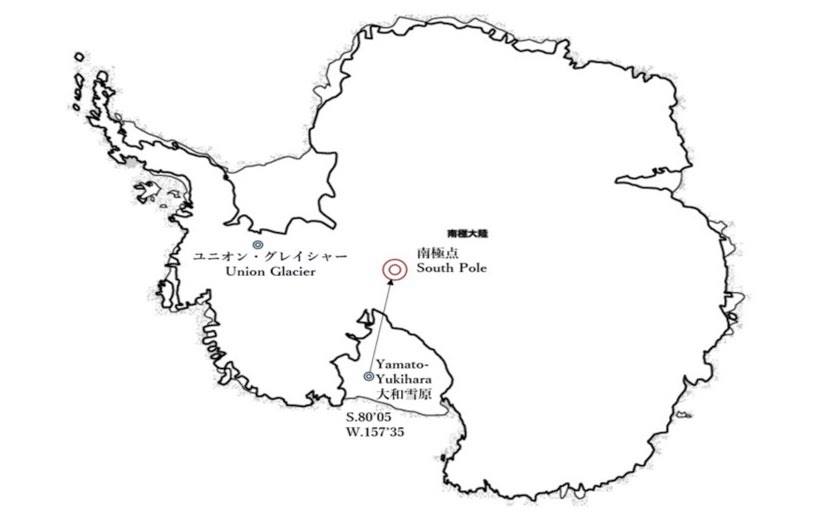 南極大陸
ユニオン・グレイシャー
Union Glacier
南極点
South Pole
Yamato-
Yukihara
大和雪原
S.80'05
W.157'35